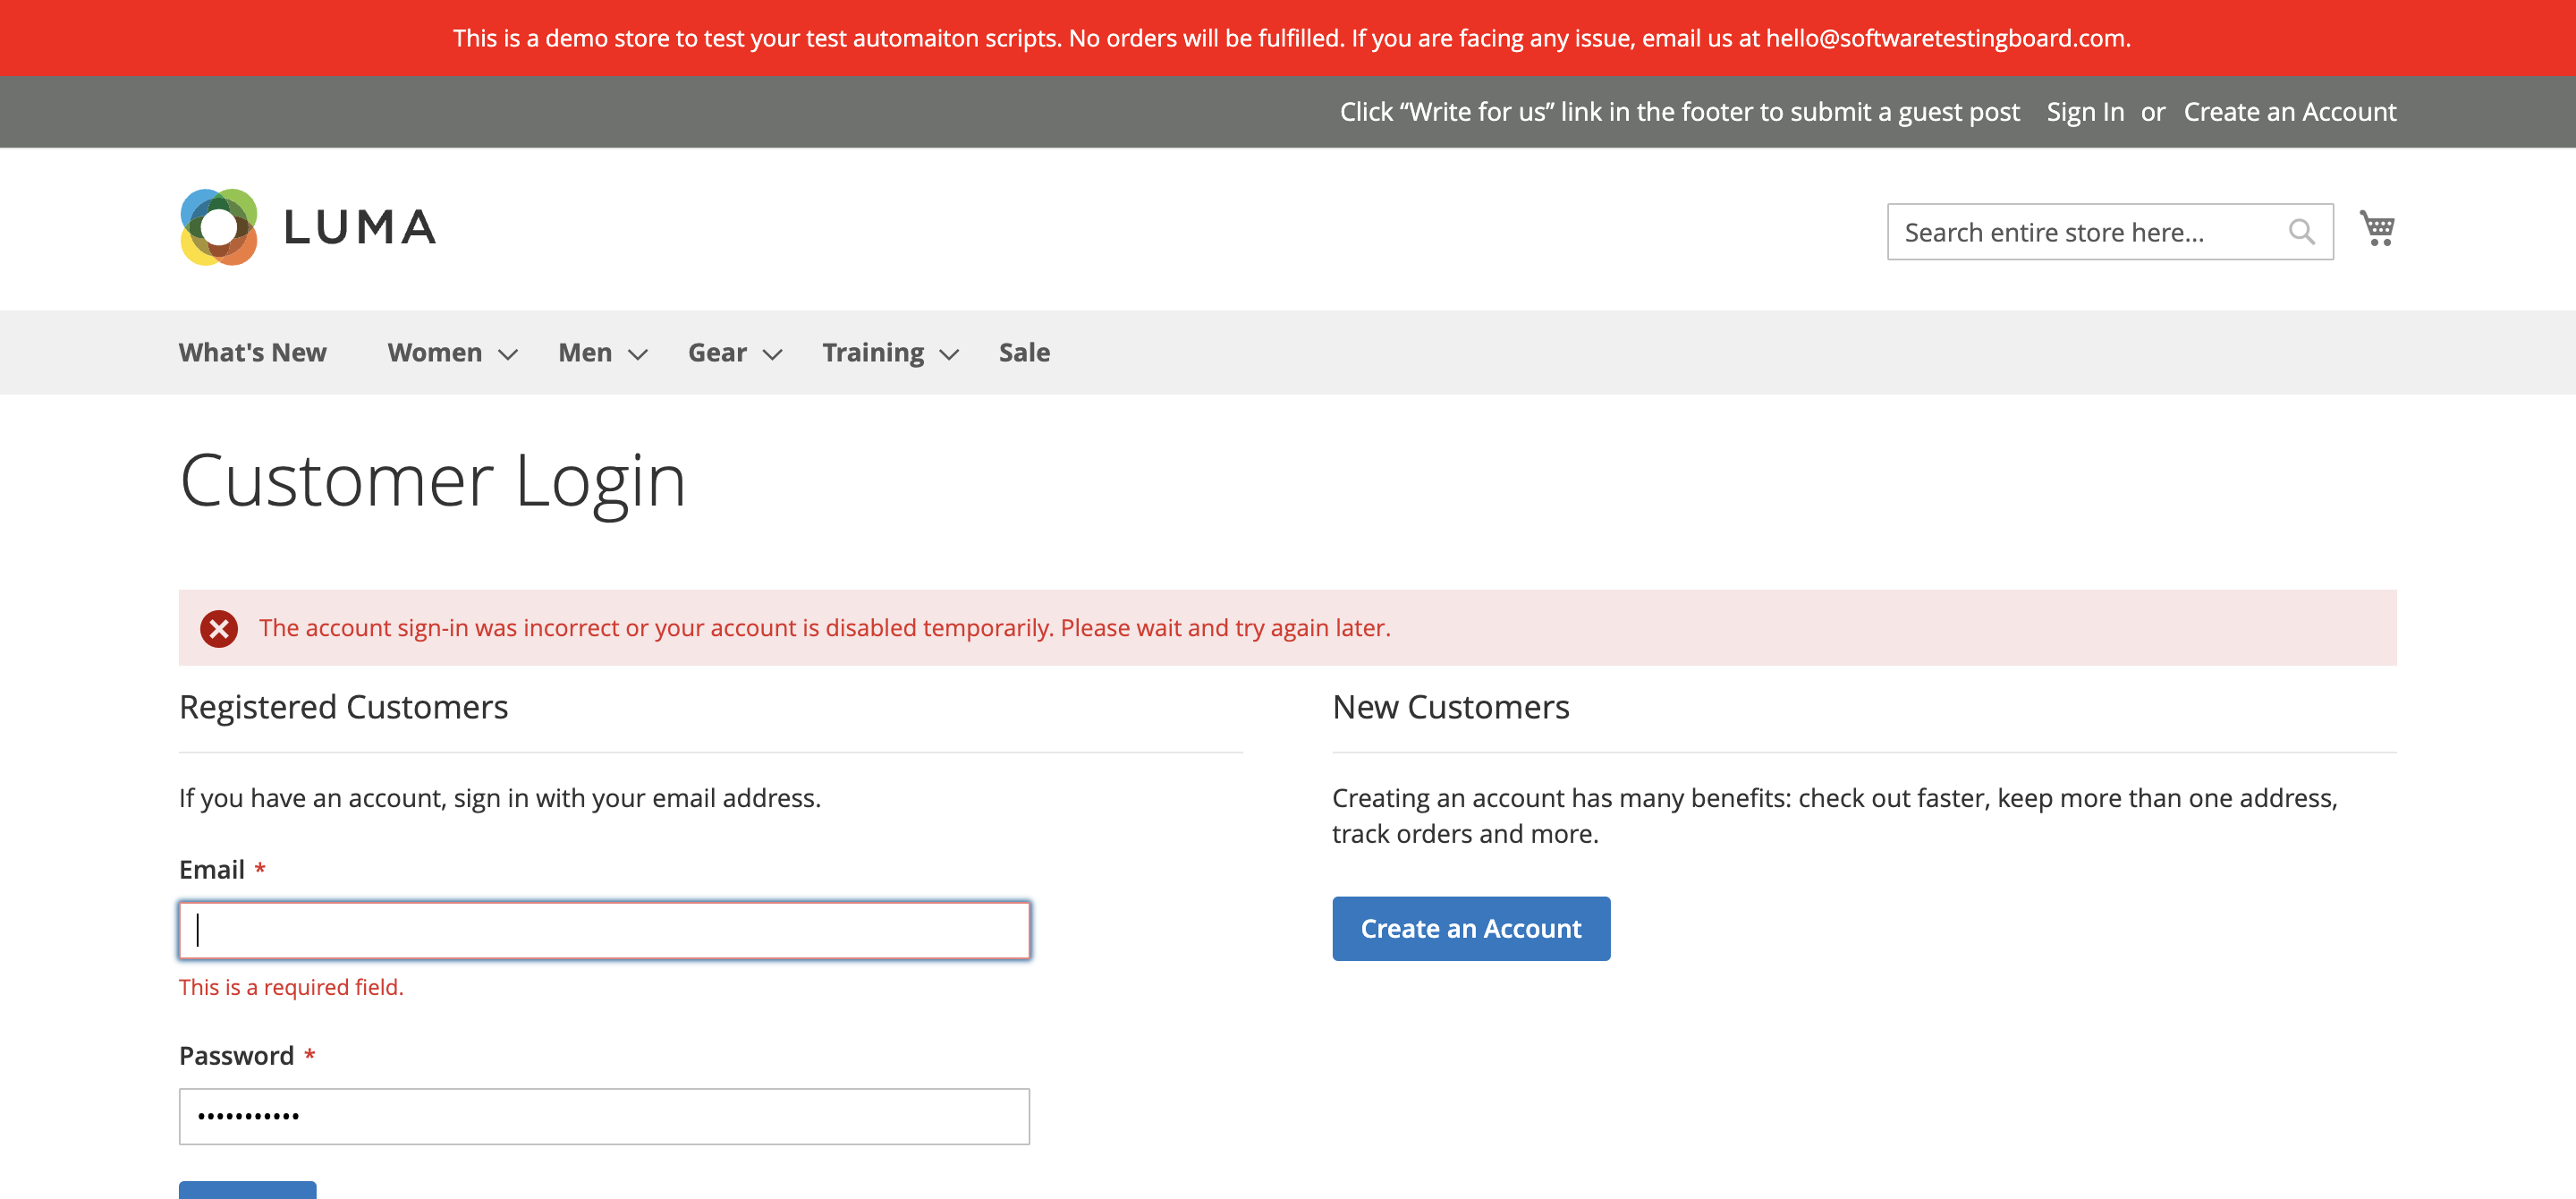 This is a demo store to test your test automaiton scripts. No orders will be fulfilled. If you are facing any issue, email us at hello@softwaretestingboard.com.
Click “Write for us” link in the footer to submit a guest post Sign In or Create an Account
LUMA
Search entire store here...
What's New Women Men Gear Training Sale
Customer Login
The account sign-in was incorrect or your account is disabled temporarily. Please wait and try again later.
Registered Customers
If you have an account, sign in with your email address.
Email *
This is a required field.
Password *
•••••••••••
New Customers
Creating an account has many benefits: check out faster, keep more than one address,
track orders and more.
Create an Account